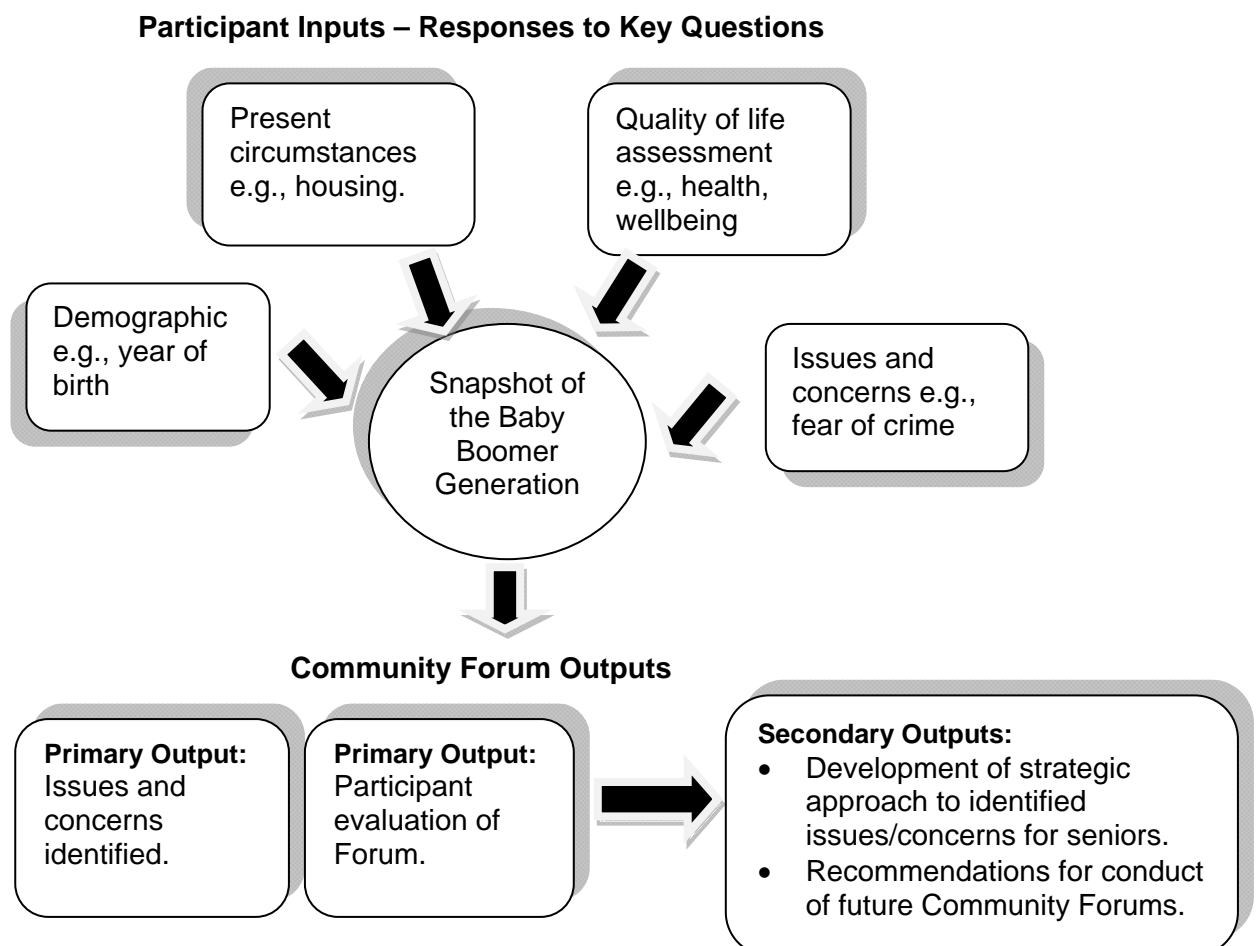 Participant Inputs – Responses to Key Questions
Present
circumstances
e.g., housing.
Quality of life
assessment
e.g., health,
wellbeing
Demographic
e.g., year of
birth
Issues and
concerns e.g.,
fear of crime
Snapshot of
the Baby
Boomer
Generation
Community Forum Outputs
Primary Output:
Issues and
concerns
identified.
Primary Output:
Participant
evaluation of
Forum.
Secondary Outputs:
• Development of strategic
approach to identified
issues/concerns for seniors.
• Recommendations for conduct
of future Community Forums.